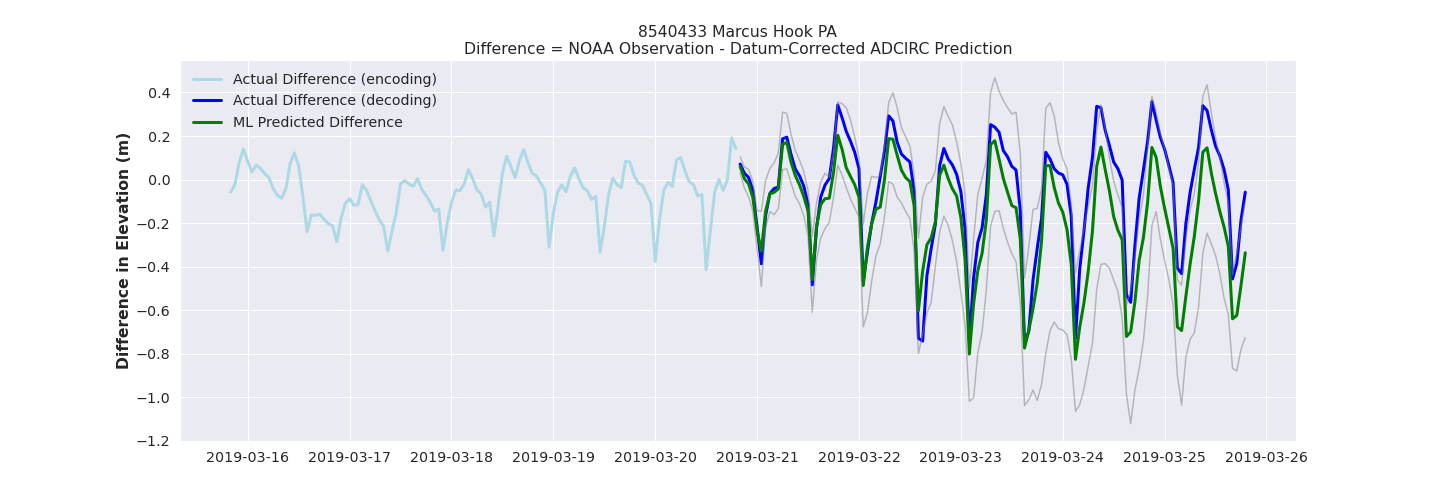 8540433 Marcus Hook PA
Difference = NOAA Observation - Datum-Corrected ADCIRC Prediction
Actual Difference (encoding)
Actual Difference (decoding)
ML Predicted Difference
Difference in Elevation (m)
0.4
0.2
0.0
−0.2
−0.4
−0.6
−0.8
−1.0
−1.2
2019-03-16 2019-03-17 2019-03-18 2019-03-19 2019-03-20 2019-03-21 2019-03-22 2019-03-23 2019-03-24 2019-03-25 2019-03-26